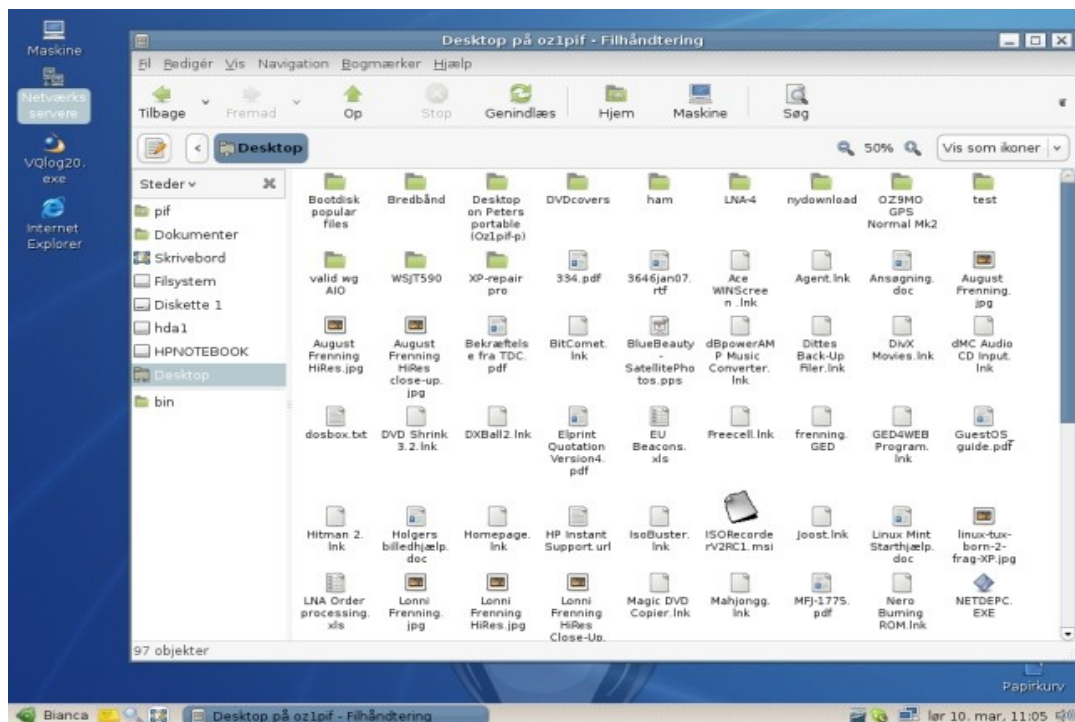 Maskine
Netværks
servere
VQlog20.
exe
Internet
Explorer
Desktop på oz1pif - Filhåndtering
Fil Redigér Vis Navigation Bogmærker Hjælp
Tilbage Fremad Op Stop Genindlæs Hjem Maskine Søg
Desktop 50% Vis som ikoner
Steder
pif
Dokumenter
Skrivebord
Filsystem
Diskette 1
hda1
HPNOTEBOOK
Desktop
bin
Bootdisk
popular
files
Bredbånd
Desktop
on Peters
portable
(Oz1pif-p)
DVDcovers
ham
LNA-4
nydownload
OZ9MO
GPS
Normal Mk2
test
valid wg
AIO
WSJT590
XP-repair
pro
334.pdf
3646jan07.
rtf
Ace
WINScree
n .lnk
Agent.lnk
Ansøgning.
doc
August
Frenning.
jpg
August
Frenning
HiRes.jpg
August
Frenning
HiRes
close-up.
jpg
Bekræftels
e fra TDC.
pdf
BitComet.
lnk
BlueBeauty
-
SatellitePho
tos.pps
dBpowerAM
P Music
Converter.
lnk
Dittes
Back-Up
Filer.lnk
DivX
Movies.lnk
dMC Audio
CD Input.
lnk
dosbox.txt
DVD Shrink
3.2.lnk
DXBall2.lnk
Elprint
Quotation
Version4.
pdf
EU
Beacons.
xls
Freecell.lnk
frenning.
GED
GED4WEB
Program.
lnk
GuestOS_
guide.pdf
Hitman 2.
lnk
Holgers
billedhjælp.
doc
Homepage.
lnk
HP Instant
Support.url
IsoBuster.
lnk
ISORecorde
rV2RC1.msi
Joost.lnk
Linux Mint
Starthjælp.
doc
linux-tux-
born-2-
frag-XP.jpg
LNA Order
processing.
xls
Lonni
Frenning.
jpg
Lonni
Frenning
HiRes.jpg
Lonni
Frenning
HiRes
Close-Up.
Magic DVD
Copier.lnk
Mahjongg.
lnk
MFJ-1775.
pdf
Nero
Burning
ROM.lnk
NETDEPC.
EXE
97 objekter
Papirkurv
Bianca Desktop på oz1pif - Filhåndtering lør 10. mar, 11:05